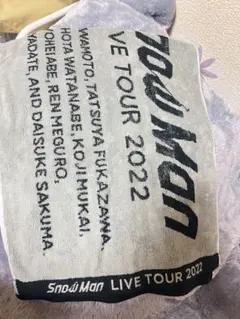 now Man
VE TOUR 2022
WAMOTO, TATSUYA FUKAZAWA,
HOTA WATANABE, KOJI MUKAI,
YOHEI ABE, REN MEGURO,
YADATE, AND DAISUKE SAKUMA.
Snow Man LIVE TOUR 2022